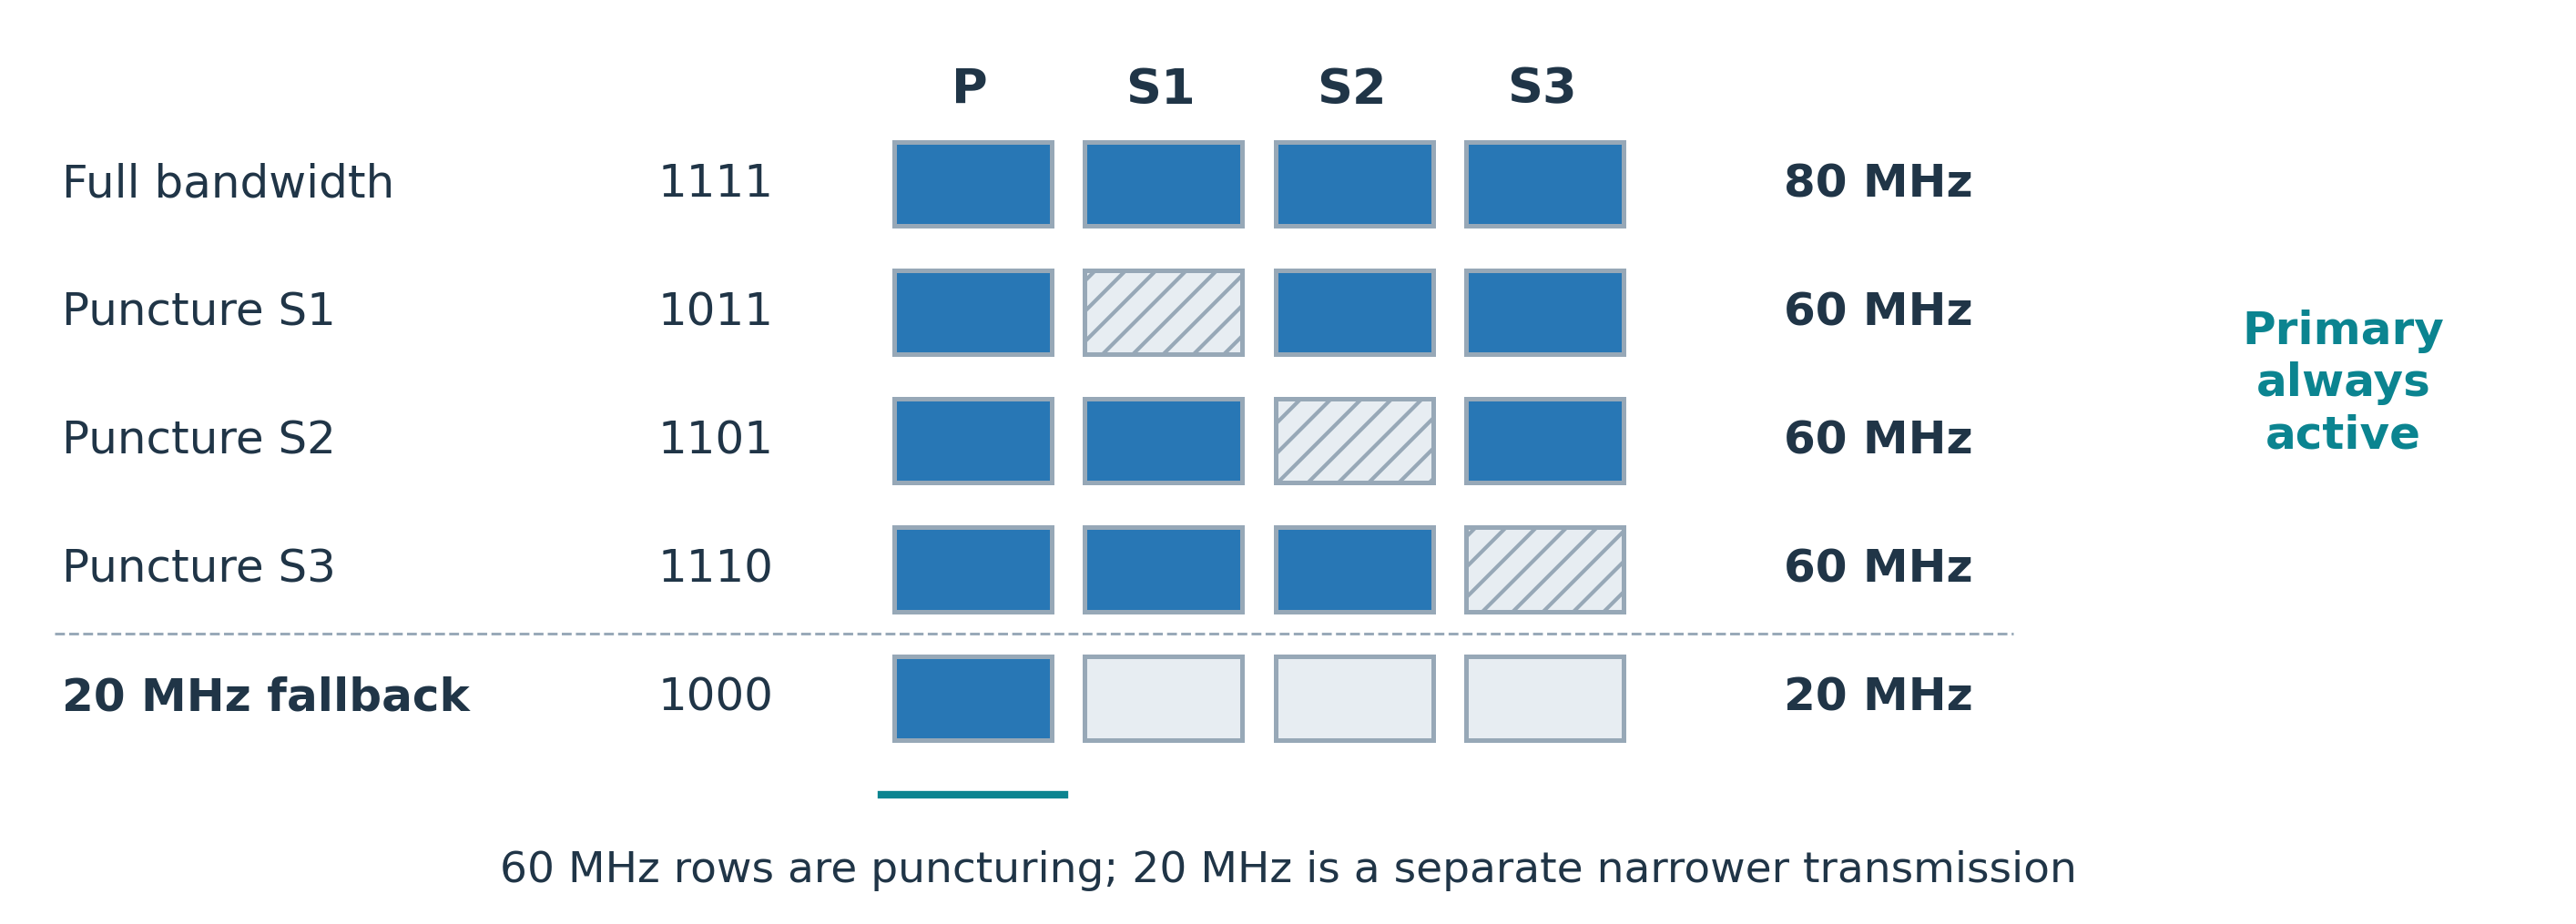 P S1 S2 S3
Full bandwidth 1111 80 MHz
Puncture S1 1011 60 MHz
Puncture S2 1101 60 MHz
Puncture S3 1110 60 MHz
20 MHz fallback 1000 20 MHz
Primary
always
active
60 MHz rows are puncturing; 20 MHz is a separate narrower transmission